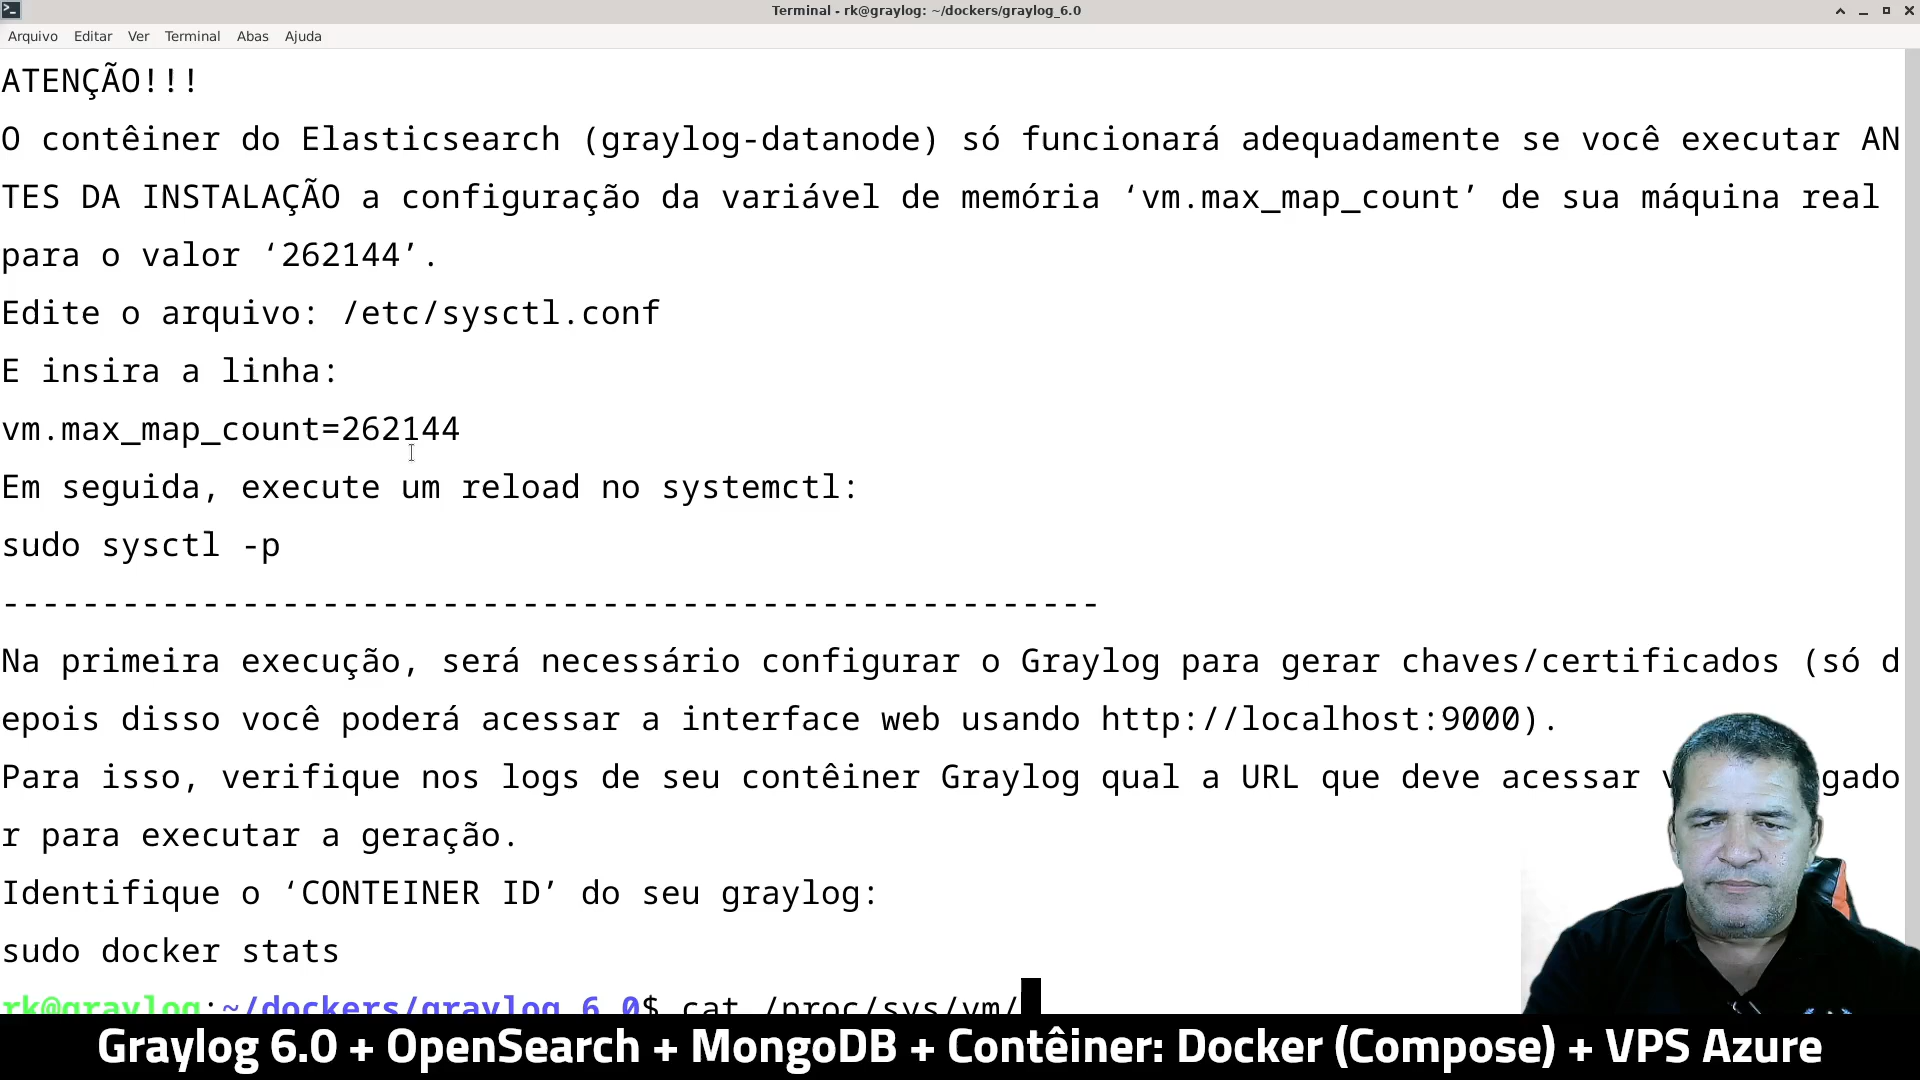 Terminal - rk@graylog: ~/dockers/graylog_6.0
Arquivo Editar Ver Terminal Abas Ajuda
ATENÇÃO!!!
O contêiner do Elasticsearch (graylog-datanode) só funcionará adequadamente se você executar AN
TES DA INSTALAÇÃO a configuração da variável de memória ‘vm.max_map_count’ de sua máquina real
para o valor ‘262144’.
Edite o arquivo: /etc/sysctl.conf
E insira a linha:
vm.max_map_count=262144
Em seguida, execute um reload no systemctl:
sudo sysctl -p
-------------------------------------------------------
Na primeira execução, será necessário configurar o Graylog para gerar chaves/certificados (só d
epois disso você poderá acessar a interface web usando http://localhost:9000).
Para isso, verifique nos logs de seu contêiner Graylog qual a URL que deve acessar gado
r para executar a geração.
Identifique o ‘CONTEINER ID’ do seu graylog:
sudo docker stats
rk@graylog:~/dockers/graylog_6.0$ cat /proc/sys/vm/
Graylog 6.0 + OpenSearch + MongoDB + Contêiner: Docker (Compose) + VPS Azure